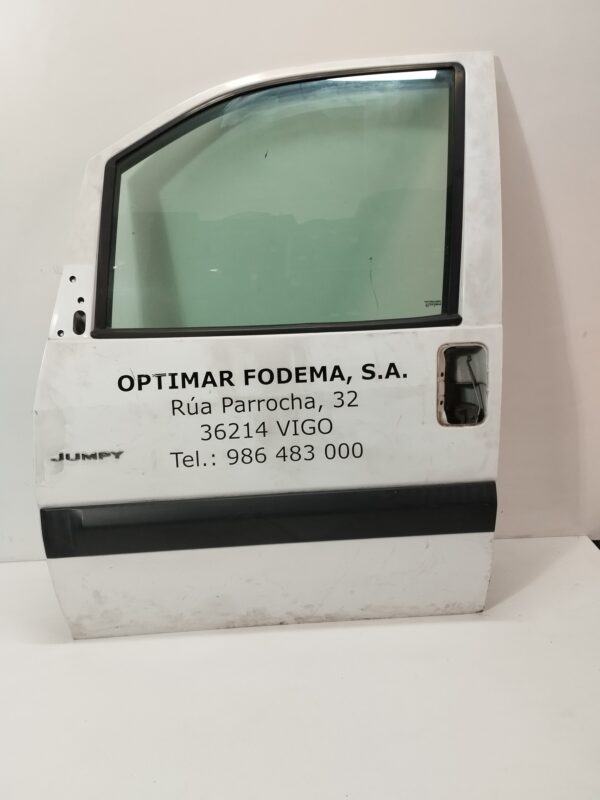 OPTIMAR FODEMA, S.A.
Rúa Parrocha, 32
36214 VIGO
Tel.: 986 483 000
JUMPY